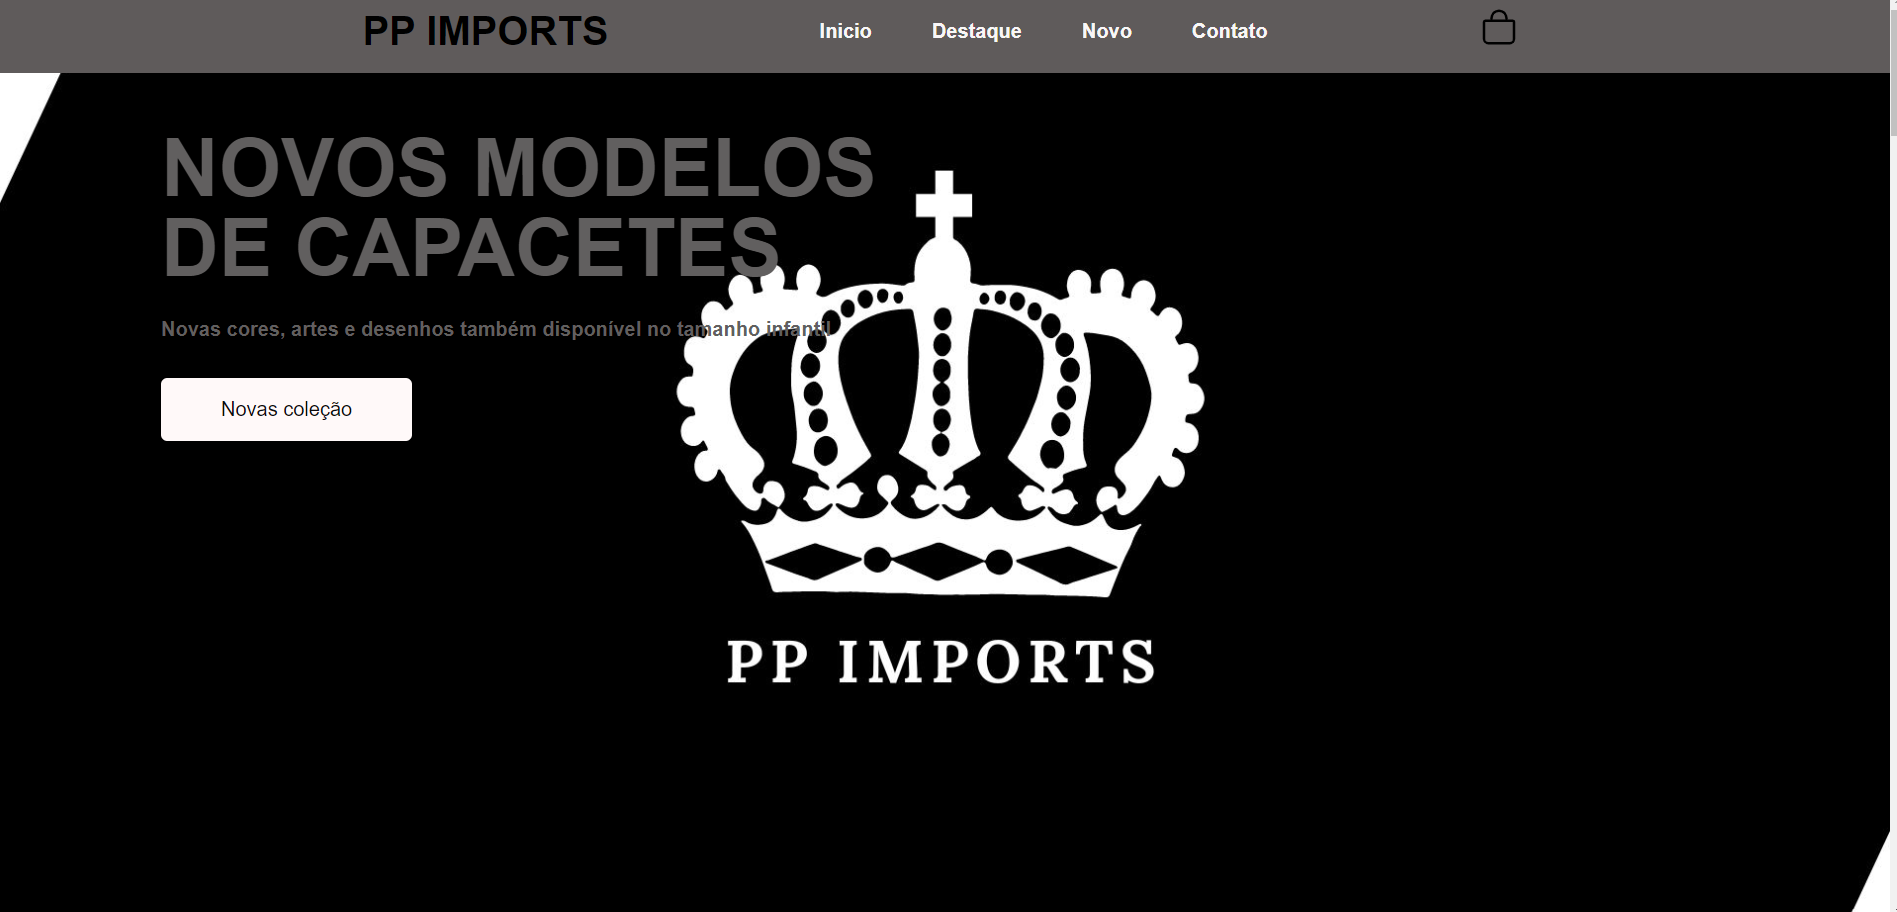 PP IMPORTS
Inicio Destaque Novo Contato
NOVOS MODELOS
DE CAPACETES
Novas cores, artes e desenhos também disponível no tamanho infantil
Novas coleção
PP IMPORTS